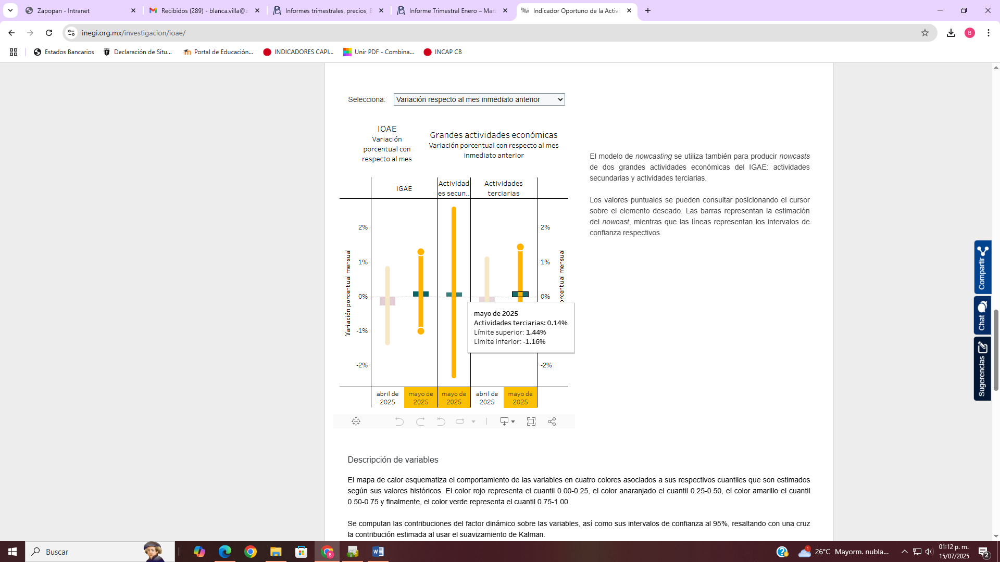 Zapopan - Intranet
Recibidos (289) - blanca.villa@z
Informes trimestrales, precios, B
Informe Trimestral Enero – Marz
Indicador Oportuno de la Activi
inegi.org.mx/investigacion/ioae/
B
Estados Bancarios
Declaración de Situ...
Portal de Educación...
INDICADORES CAPI...
Unir PDF - Combina...
INCAP CB
Selecciona:
Variación respecto al mes inmediato anterior
IOAE
Variación
porcentual con
respecto al mes
Grandes actividades económicas
Variación porcentual con respecto al mes
inmediato anterior
El modelo de nowcasting se utiliza también para producir nowcasts
de dos grandes actividades económicas del IGAE: actividades
secundarias y actividades terciarias.
Los valores puntuales se pueden consultar posicionando el cursor
sobre el elemento deseado. Las barras representan la estimación
del nowcast, mientras que las líneas representan los intervalos de
confianza respectivos.
IGAE
Actividad
es secun..
Actividades
terciarias
2%
1%
0%
-1%
-2%
Variación porcentual mensual
2%
1%
0%
-2%
orcentual mensual
mayo de 2025
Actividades terciarias: 0.14%
Límite superior: 1.44%
Límite inferior: -1.16%
abril de
2025
mayo de
2025
mayo de
2025
abril de
2025
mayo de
2025
Compartir
Chat
Sugerencias
Descripción de variables
El mapa de calor esquematiza el comportamiento de las variables en cuatro colores asociados a sus respectivos cuantiles que son estimados
según sus valores históricos. El color rojo representa el cuantil 0.00-0.25, el color anaranjado el cuantil 0.25-0.50, el color amarillo el cuantil
0.50-0.75 y finalmente, el color verde representa el cuantil 0.75-1.00.
Se computan las contribuciones del factor dinámico sobre las variables, así como sus intervalos de confianza al 95%, resaltando con una cruz
la contribución estimada al usar el suavizamiento de Kalman.
Buscar
B
1
26°C Mayorm. nubla...
01:12 p. m.
15/07/2025
2